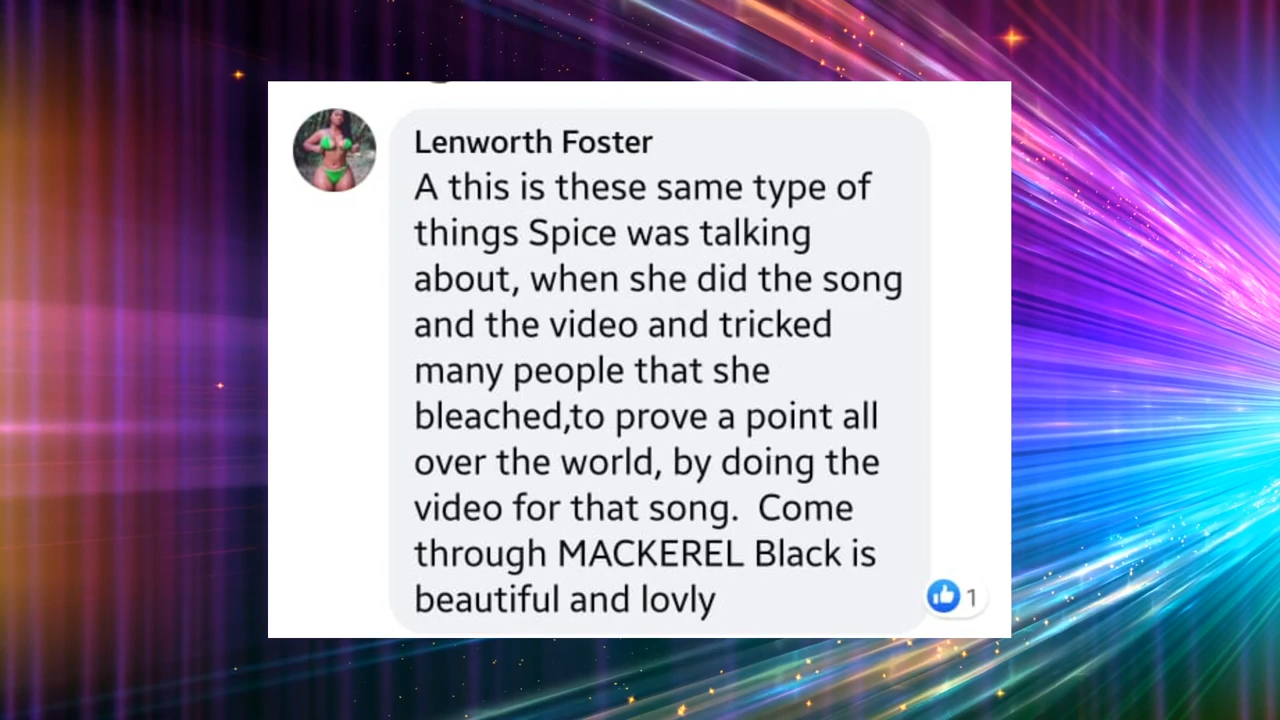 Lenworth Foster
A this is these same type of
things Spice was talking
about, when she did the song
and the video and tricked
many people that she
bleached,to prove a point all
over the world, by doing the
video for that song.  Come
through MACKEREL Black is
beautiful and lovly
1